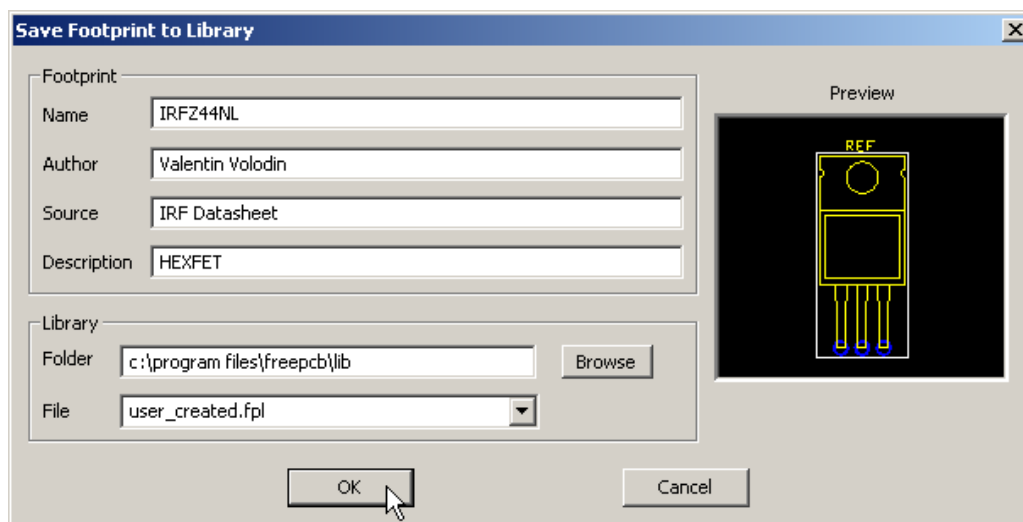 Save Footprint to Library
Footprint
Name IRFZ44NL
Author Valentin Volodin
Source IRF Datasheet
Description HEXFET
Preview
REF
Library
Folder c:\program files\freepcb\lib Browse
File user_created.fpl
OK Cancel